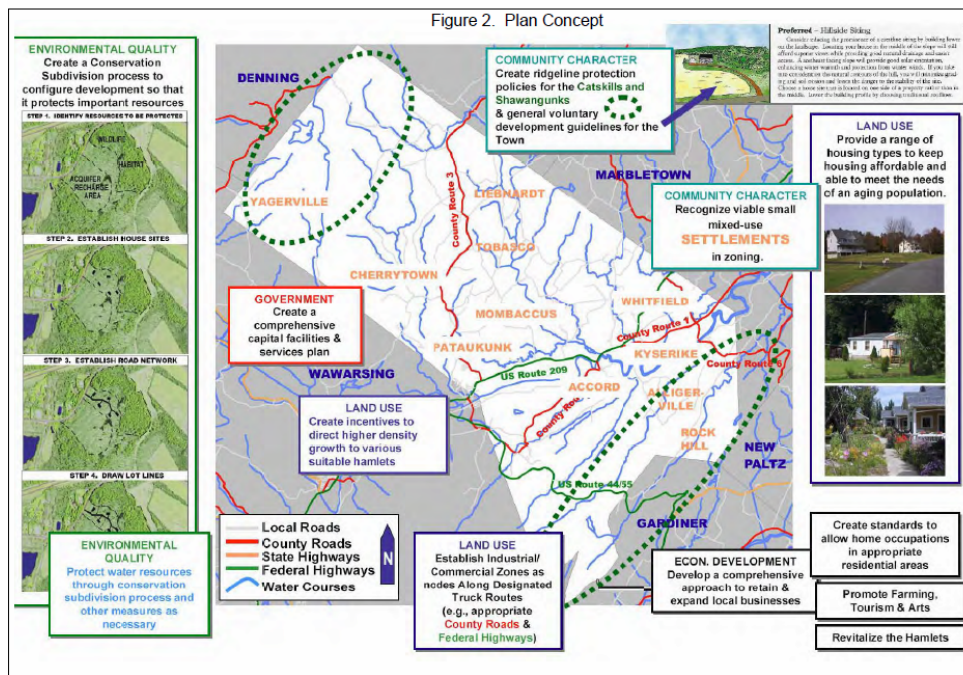 Figure 2. Plan Concept
ENVIRONMENTAL QUALITY
Create a Conservation
Subdivision process to
configure development so that
it protects important resources
STEP 1. IDENTIFY RESOURCES TO BE PROTECTED
WILDLIFE
HABITAT
ACQUIFER
RECHARGE
AREA
STEP 2. ESTABLISH HOUSE SITES
STEP 3. ESTABLISH ROAD NETWORK
STEP 4. DRAW LOT LINES
ENVIRONMENTAL
QUALITY
Protect water resources
through conservation
subdivision process and
other measures as
necessary
DENNING
COMMUNITY CHARACTER
Create ridgeline protection
policies for the Catskills and
Shawangunks
& general voluntary
development guidelines for the
Town
Preferred – Hillside Siting
LAND USE
Provide a range
of housing types to keep
housing affordable and
able to meet the needs
of an aging population.
MARBLETOWN
COMMUNITY CHARACTER
Recognize viable small
mixed-use
SETTLEMENTS
in zoning.
YAGERVILLE
County Route 3
LIEBHARDT
TOBASCO
CHERRYTOWN
GOVERNMENT
Create a
comprehensive
capital facilities &
services plan
MOMBACCUS
WHITFIELD
County Route 1
PATAUKUNK
KYSERIKE
County Route 6
WAWARSING
US Route 209
ACCORD
County
ALLIGER-
VILLE
LAND USE
Create incentives to
direct higher density
growth to various
suitable hamlets
ROCK
HILL
NEW
PALTZ
US Route 44/55
GARDINER
Local Roads
County Roads
State Highways
Federal Highways
Water Courses
N
LAND USE
Establish Industrial/
Commercial Zones as
nodes Along Designated
Truck Routes
(e.g., appropriate
County Roads &
Federal Highways)
ECON. DEVELOPMENT
Develop a comprehensive
approach to retain &
expand local businesses
Create standards to
allow home occupations
in appropriate
residential areas
Promote Farming,
Tourism & Arts
Revitalize the Hamlets